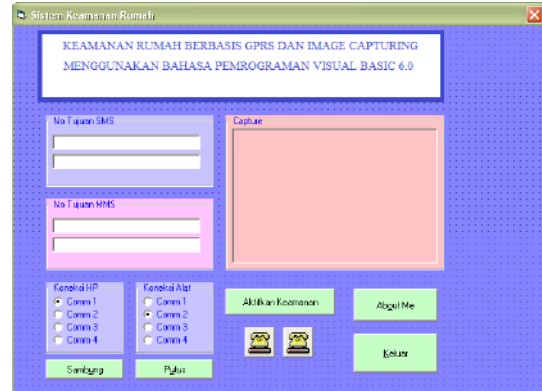 Sistem Keamanan Rumah
KEAMANAN RUMAH BERBASIS GPRS DAN IMAGE CAPTURING
MENGGUNAKAN BAHASA PEMROGRAMAN VISUAL BASIC 6.0
No Tujuan SMS
Capture
No Tujuan MMS
Koneksi HP
Comm 1
Comm 2
Comm 3
Comm 4
Koneksi Alat
Comm 1
Comm 2
Comm 3
Comm 4
Sambung
Putus
Aktifkan Keamanan
About Me
Keluar